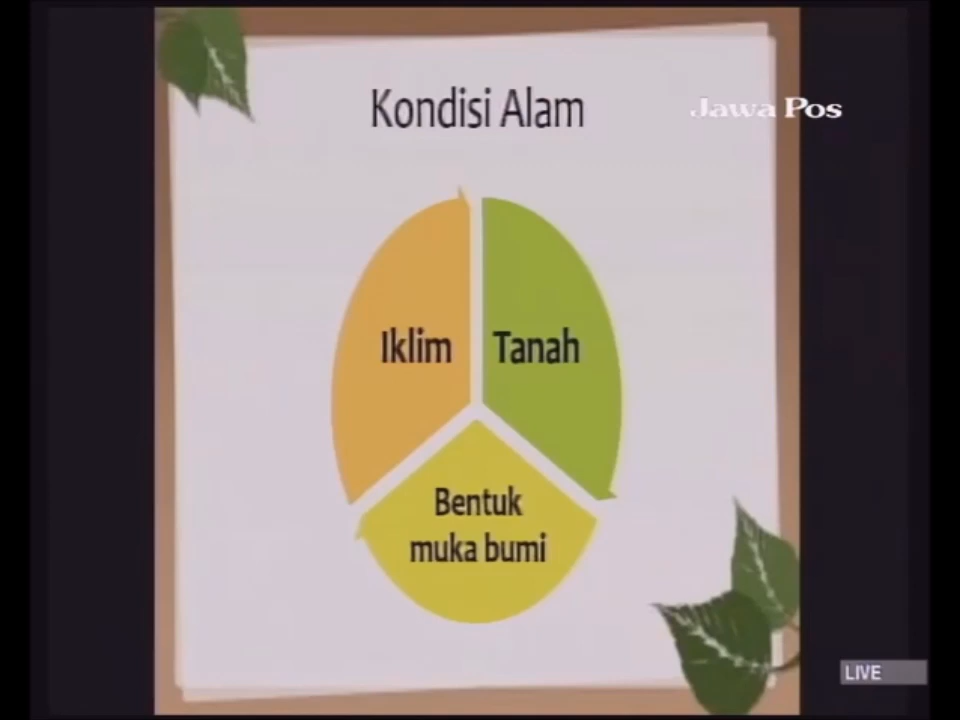 Kondisi Alam
Jawa Pos
Iklim
Tanah
Bentuk
muka bumi
LIVE